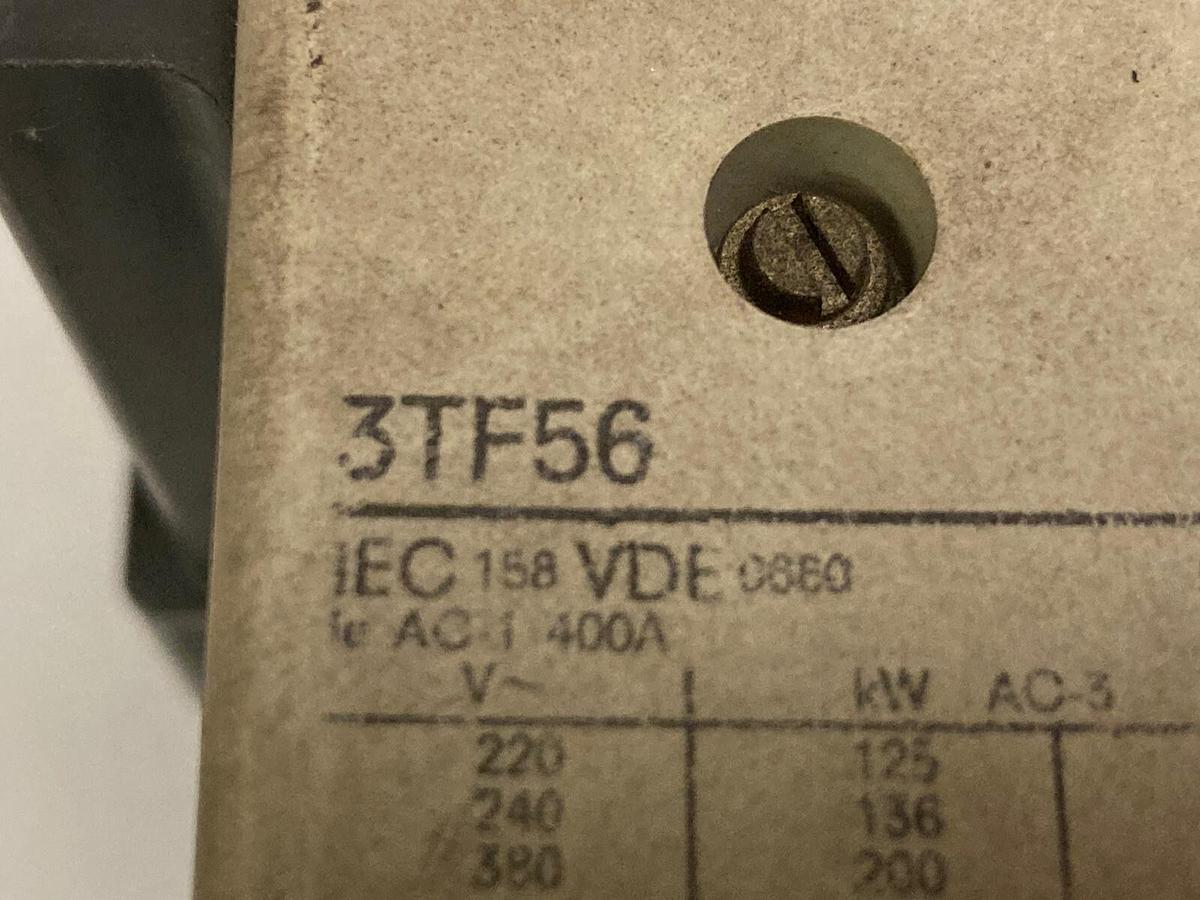 3TF56
IEC 158 VDE 0660
Ie AC-1 400A
V~ kW AC-3
220 125
240 136
380 200